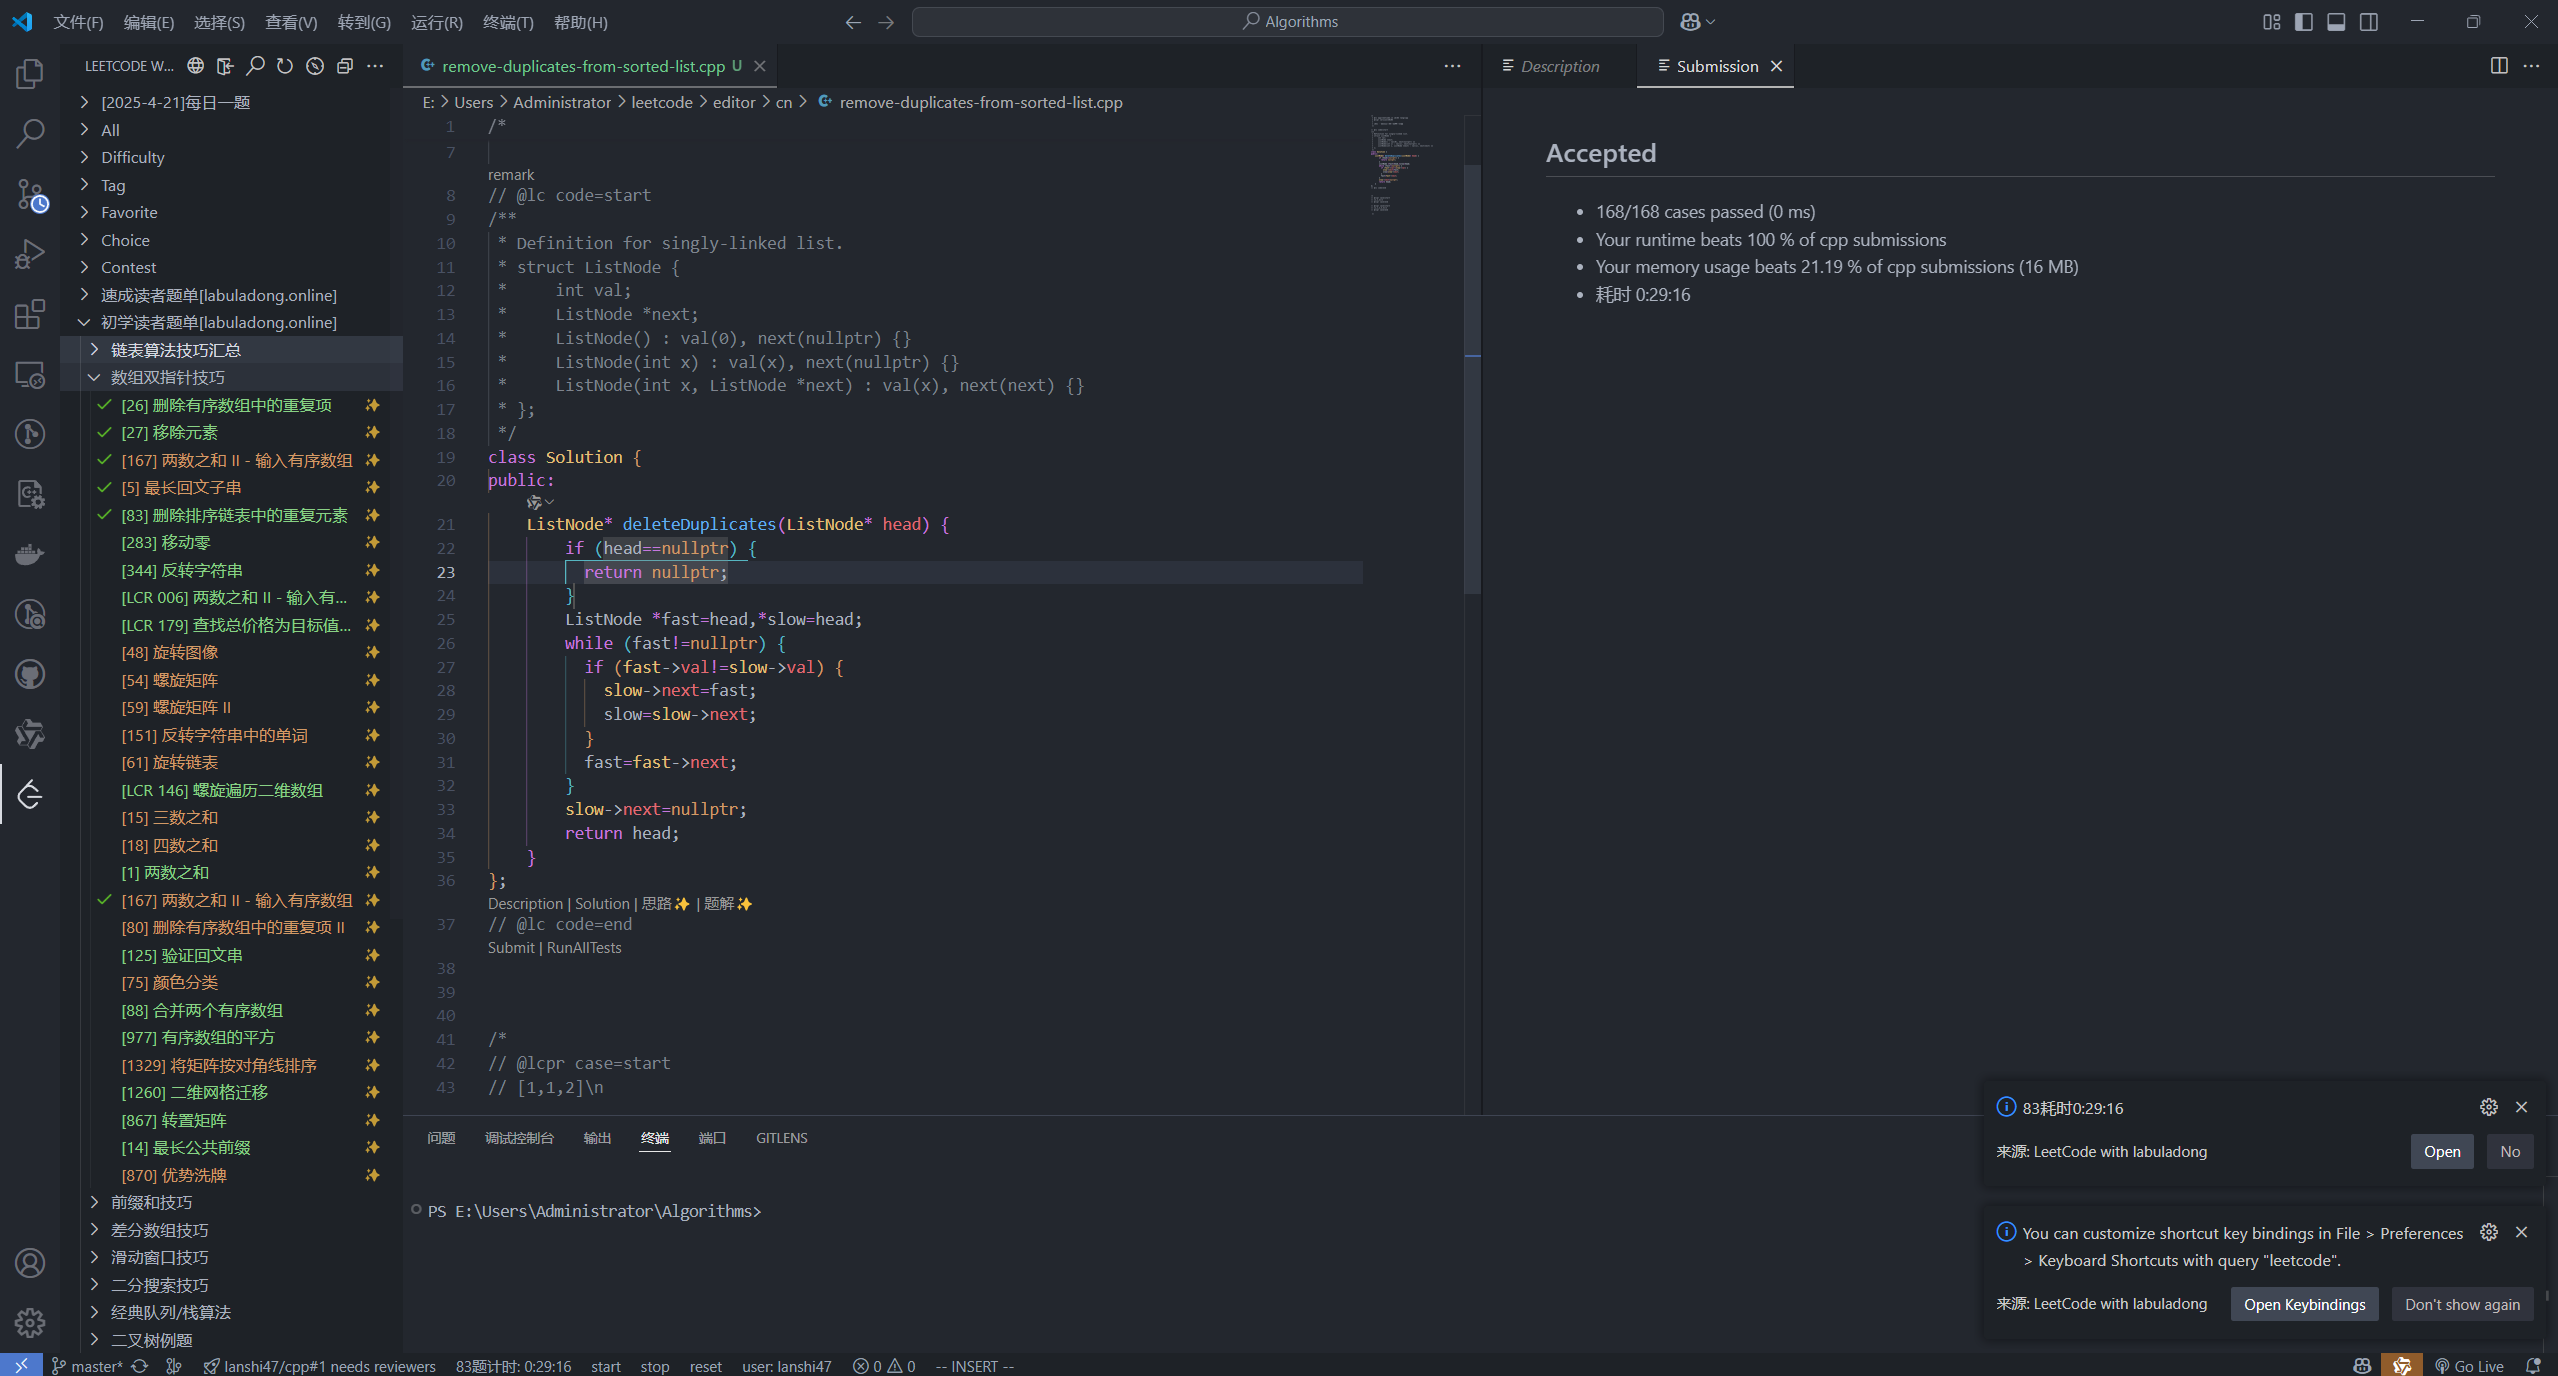 文件(F) 编辑(E) 选择(S) 查看(V) 转到(G) 运行(R) 终端(T) 帮助(H)
Algorithms
LEETCODE W...
[2025-4-21]每日一题
All
Difficulty
Tag
Favorite
Choice
Contest
速成读者题单[labuladong.online]
初学读者题单[labuladong.online]
链表算法技巧汇总
数组双指针技巧
[26] 删除有序数组中的重复项
[27] 移除元素
[167] 两数之和 II - 输入有序数组
[5] 最长回文子串
[83] 删除排序链表中的重复元素
[283] 移动零
[344] 反转字符串
[LCR 006] 两数之和 II - 输入有...
[LCR 179] 查找总价格为目标值...
[48] 旋转图像
[54] 螺旋矩阵
[59] 螺旋矩阵 II
[151] 反转字符串中的单词
[61] 旋转链表
[LCR 146] 螺旋遍历二维数组
[15] 三数之和
[18] 四数之和
[1] 两数之和
[167] 两数之和 II - 输入有序数组
[80] 删除有序数组中的重复项 II
[125] 验证回文串
[75] 颜色分类
[88] 合并两个有序数组
[977] 有序数组的平方
[1329] 将矩阵按对角线排序
[1260] 二维网格迁移
[867] 转置矩阵
[14] 最长公共前缀
[870] 优势洗牌
前缀和技巧
差分数组技巧
滑动窗口技巧
二分搜索技巧
经典队列/栈算法
二叉树例题
remove-duplicates-from-sorted-list.cpp U
E: > Users > Administrator > leetcode > editor > cn > remove-duplicates-from-sorted-list.cpp
1 /*
7
remark
8 // @lc code=start
9 /**
10 * Definition for singly-linked list.
11 * struct ListNode {
12 *     int val;
13 *     ListNode *next;
14 *     ListNode() : val(0), next(nullptr) {}
15 *     ListNode(int x) : val(x), next(nullptr) {}
16 *     ListNode(int x, ListNode *next) : val(x), next(next) {}
17 * };
18 */
19 class Solution {
20 public:
21 ListNode* deleteDuplicates(ListNode* head) {
22 if (head==nullptr) {
23 return nullptr;
24 }
25 ListNode *fast=head,*slow=head;
26 while (fast!=nullptr) {
27 if (fast->val!=slow->val) {
28 slow->next=fast;
29 slow=slow->next;
30 }
31 fast=fast->next;
32 }
33 slow->next=nullptr;
34 return head;
35 }
36 };
Description | Solution | 思路✨ | 题解✨
37 // @lc code=end
Submit | RunAllTests
38
39
40
41 /*
42 // @lcpr case=start
43 // [1,1,2]\n
问题 调试控制台 输出 终端 端口 GITLENS
PS E:\Users\Administrator\Algorithms>
Description Submission
Accepted
168/168 cases passed (0 ms)
Your runtime beats 100 % of cpp submissions
Your memory usage beats 21.19 % of cpp submissions (16 MB)
耗时 0:29:16
83耗时0:29:16
来源: LeetCode with labuladong Open No
You can customize shortcut key bindings in File > Preferences
> Keyboard Shortcuts with query "leetcode".
来源: LeetCode with labuladong Open Keybindings Don't show again
master* lanshi47/cpp#1 needs reviewers 83题计时: 0:29:16 start stop reset user: lanshi47 0 0 -- INSERT -- Go Live